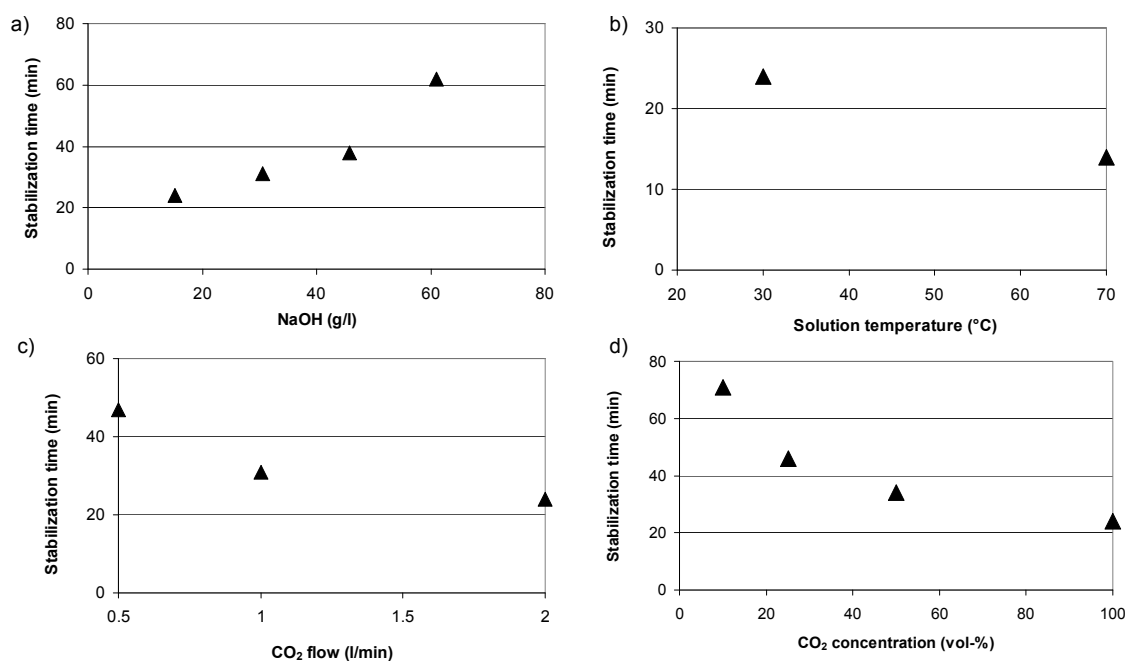 a)
80
60
40
20
0
0 20 40 60 80
Stabilization time (min)
NaOH (g/l)
b)
30
20
10
0
20 30 40 50 60 70
Stabilization time (min)
Solution temperature (°C)
c)
60
40
20
0
0.5 1 1.5 2
Stabilization time (min)
CO₂ flow (l/min)
d)
80
60
40
20
0
0 20 40 60 80 100
Stabilization time (min)
CO₂ concentration (vol-%)